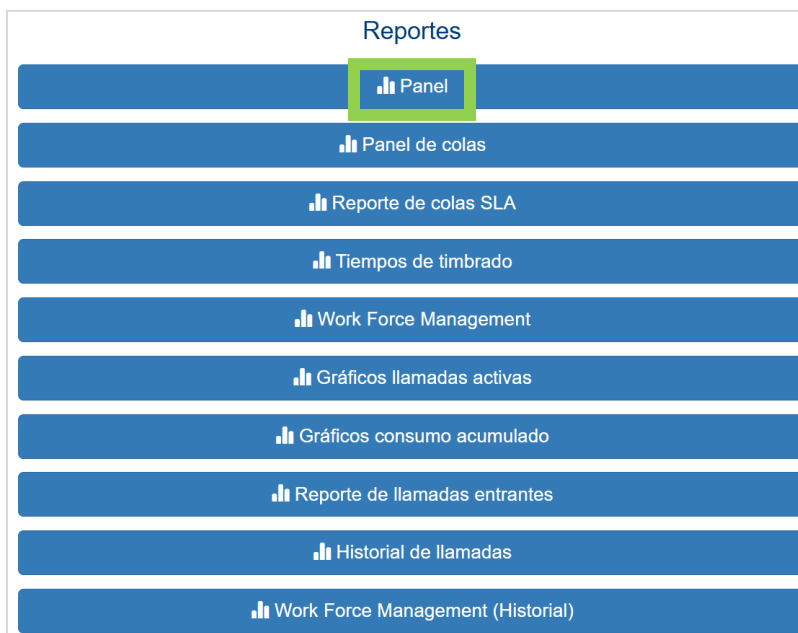 Reportes
Panel
Panel de colas
Reporte de colas SLA
Tiempos de timbrado
Work Force Management
Gráficos llamadas activas
Gráficos consumo acumulado
Reporte de llamadas entrantes
Historial de llamadas
Work Force Management (Historial)